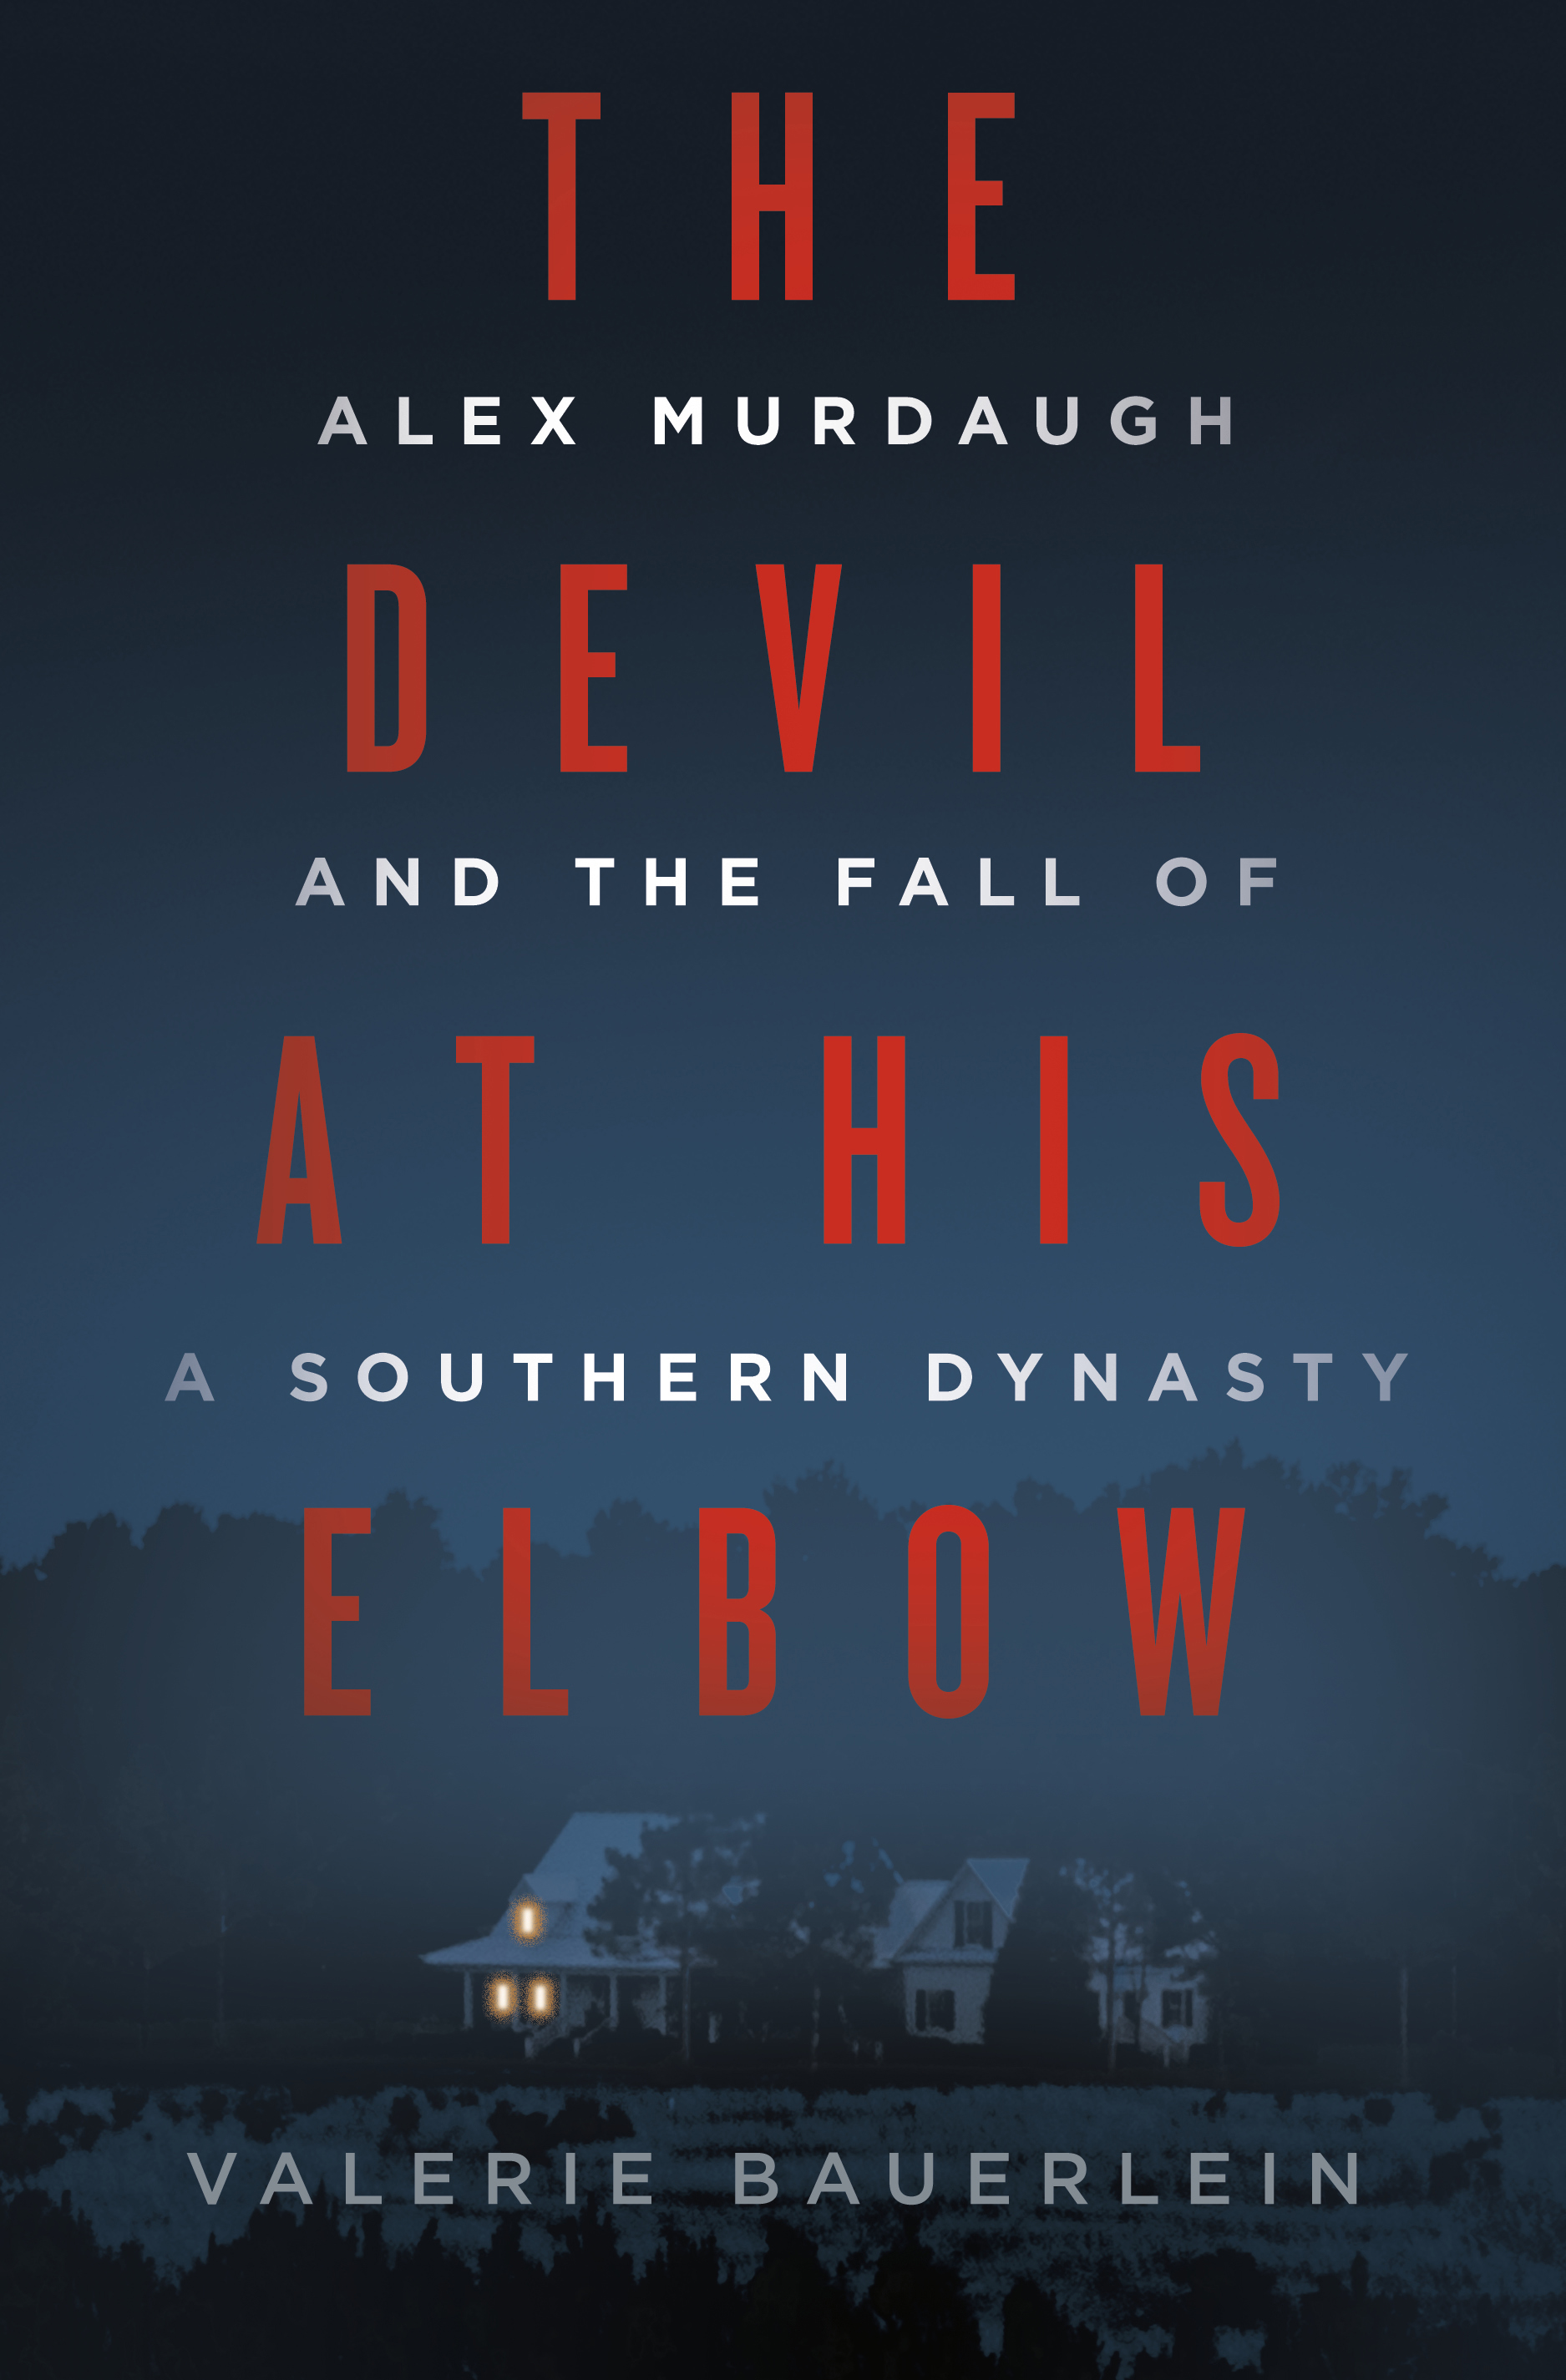 THE
ALEX MURDAUGH
DEVIL
AND THE FALL OF
AT HIS
A SOUTHERN DYNASTY
ELBOW
VALERIE BAUERLEIN